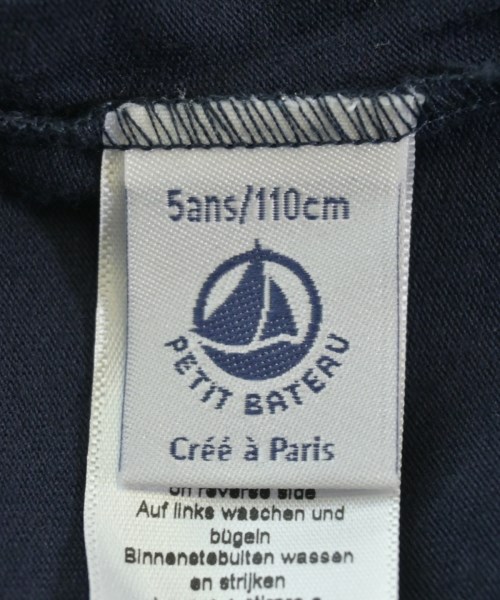 5ans/110cm
PETIT BATEAU
Créé à Paris
on reverse side
Auf links waschen und
bügeln
Binnenstebuiten wassen
en strijken